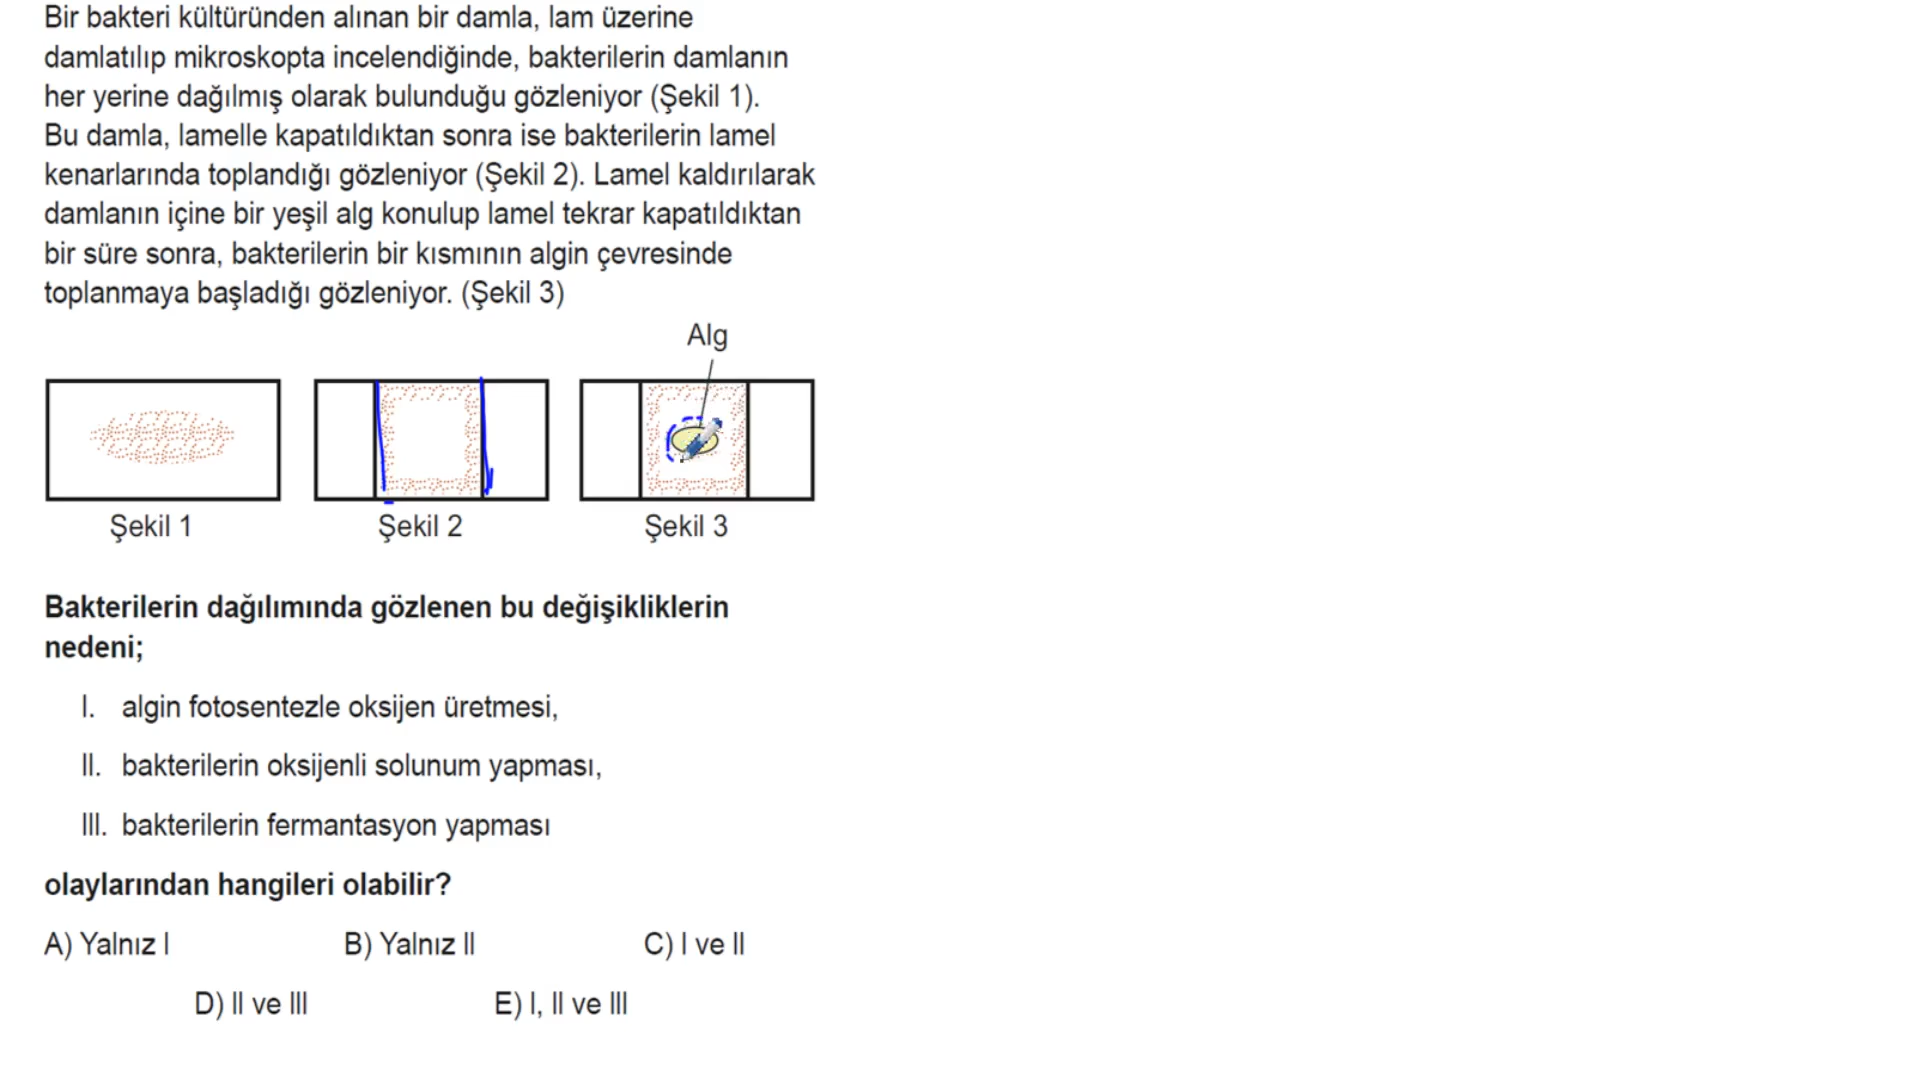 Bir bakteri kültüründen alınan bir damla, lam üzerine
damlatılıp mikroskopta incelendiğinde, bakterilerin damlanın
her yerine dağılmış olarak bulunduğu gözleniyor (Şekil 1).
Bu damla, lamelle kapatıldıktan sonra ise bakterilerin lamel
kenarlarında toplandığı gözleniyor (Şekil 2). Lamel kaldırılarak
damlanın içine bir yeşil alg konulup lamel tekrar kapatıldıktan
bir süre sonra, bakterilerin bir kısmının algin çevresinde
toplanmaya başladığı gözleniyor. (Şekil 3)
Alg
Şekil 1
Şekil 2
Şekil 3
Bakterilerin dağılımında gözlenen bu değişikliklerin
nedeni;
I. algin fotosentezle oksijen üretmesi,
II. bakterilerin oksijenli solunum yapması,
III. bakterilerin fermantasyon yapması
olaylarından hangileri olabilir?
A) Yalnız I B) Yalnız II C) I ve II
D) II ve III E) I, II ve III